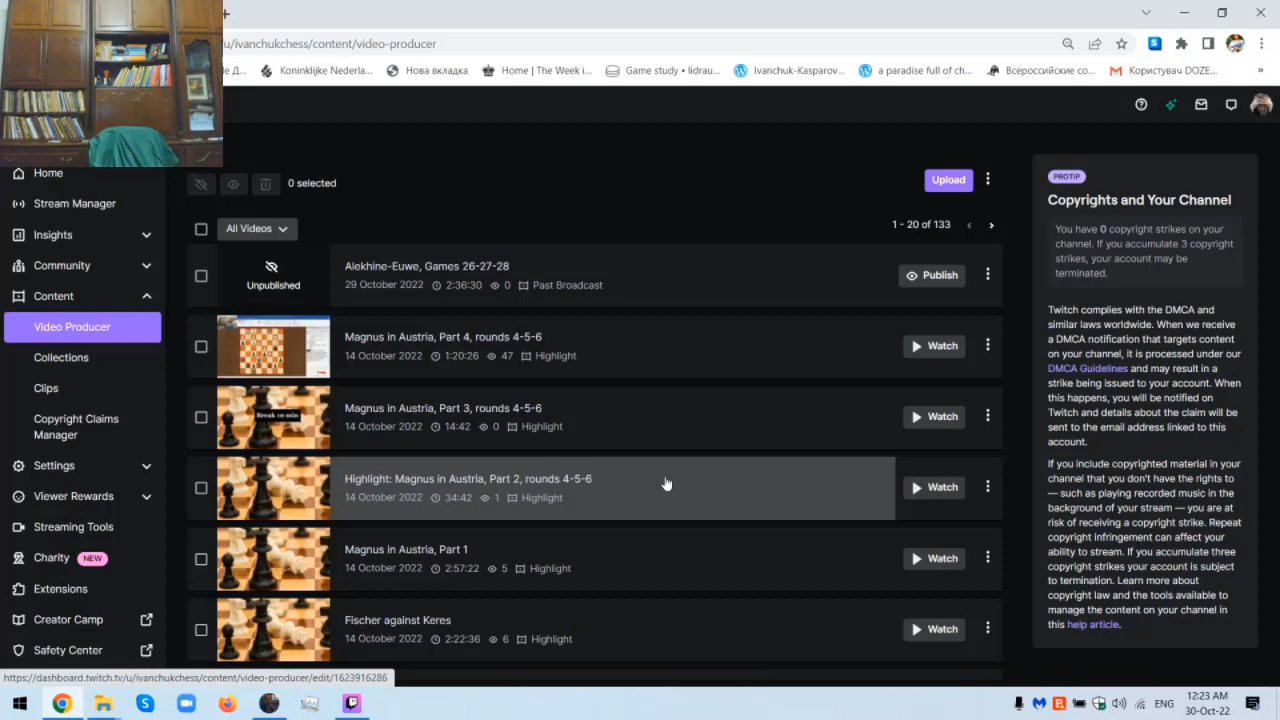 u/ivanchukchess/content/video-producer
е Д...
Koninklijke Nederla...
Нова вкладка
Home | The Week i...
Game study • lidrau...
Ivanchuk-Kasparov...
a paradise full of ch...
Всероссийские со...
Користувач DOZE...
»
Home
Stream Manager
Insights
Community
Content
Video Producer
Collections
Clips
Copyright Claims
Manager
Settings
Viewer Rewards
Streaming Tools
Charity NEW
Extensions
Creator Camp
Safety Center
0 selected
Upload
All Videos
1 - 20 of 133
Unpublished
Alekhine-Euwe, Games 26-27-28
29 October 2022 2:36:30 0 Past Broadcast
Publish
Magnus in Austria, Part 4, rounds 4-5-6
14 October 2022 1:20:26 47 Highlight
Watch
Break 10 min
Magnus in Austria, Part 3, rounds 4-5-6
14 October 2022 14:42 0 Highlight
Watch
Highlight: Magnus in Austria, Part 2, rounds 4-5-6
14 October 2022 34:42 1 Highlight
Watch
Magnus in Austria, Part 1
14 October 2022 2:57:22 5 Highlight
Watch
Fischer against Keres
14 October 2022 2:22:36 6 Highlight
Watch
PROTIP
Copyrights and Your Channel
You have 0 copyright strikes on your
channel. If you accumulate 3 copyright
strikes, your account may be
terminated.
Twitch complies with the DMCA and
similar laws worldwide. When we receive
a DMCA notification that targets content
on your channel, it is processed under our
DMCA Guidelines and may result in a
strike being issued to your account. When
this happens, you will be notified on
Twitch and details about the claim will be
sent to the email address linked to this
account.
If you include copyrighted material in your
channel that you don't have the rights to
— such as playing recorded music in the
background of your stream — you are at
risk of receiving a copyright strike. Repeat
copyright infringement can affect your
ability to stream. If you accumulate three
copyright strikes your account is subject
to termination. Learn more about
copyright law and the tools available to
manage the content on your channel in
this help article.
https://dashboard.twitch.tv/u/ivanchukchess/content/video-producer/edit/1623916286
ENG
12:23 AM
30-Oct-22